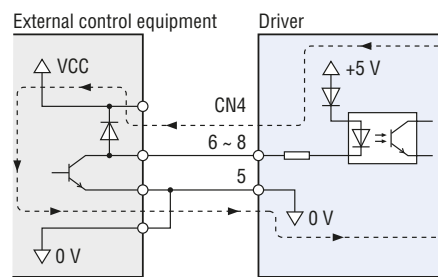 External control equipment
Driver
VCC
+5 V
CN4
6 ~ 8
5
0 V
0 V